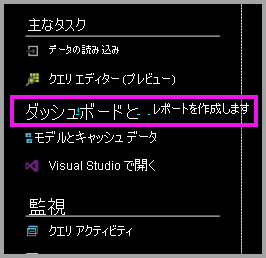 主なタスク
データの読み込み
クエリ エディター (プレビュー)
ダッシュボードと レポートを作成します
モデルとキャッシュ データ
Visual Studio で開く
監視
クエリ アクティビティ